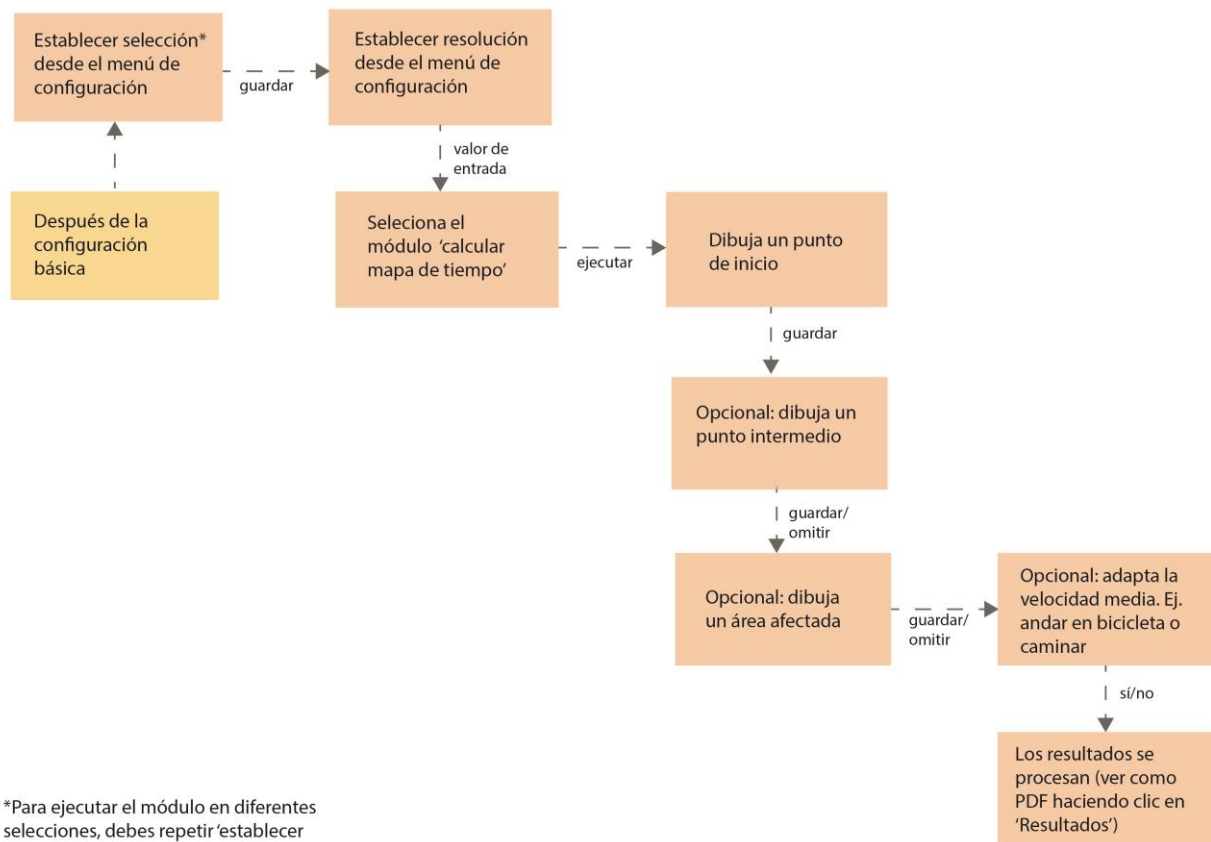 Establecer selección*
desde el menú de
configuración
guardar
Establecer resolución
desde el menú de
configuración
valor de
entrada
Después de la
configuración
básica
Seleciona el
módulo ‘calcular
mapa de tiempo’
ejecutar
Dibuja un punto
de inicio
guardar
Opcional: dibuja un
punto intermedio
guardar/
omitir
Opcional: dibuja
un área afectada
guardar/
omitir
Opcional: adapta la
velocidad media. Ej.
andar en bicicleta o
caminar
sí/no
Los resultados se
procesan (ver como
PDF haciendo clic en
‘Resultados’)
*Para ejecutar el módulo en diferentes
selecciones, debes repetir ‘establecer